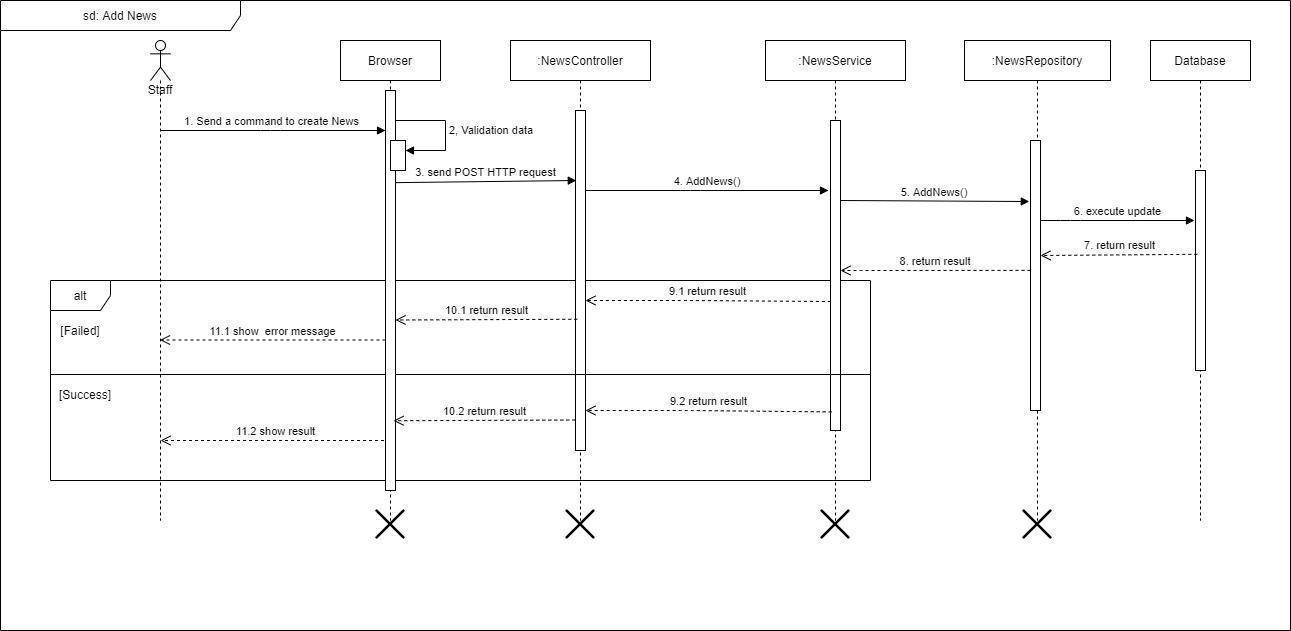 sd: Add News
Staff
Browser
:NewsController
:NewsService
:NewsRepository
Database
1. Send a command to create News
2, Validation data
3. send POST HTTP request
4. AddNews()
5. AddNews()
6. execute update
7. return result
8. return result
alt
9.1 return result
10.1 return result
[Failed]
11.1 show  error message
[Success]
9.2 return result
10.2 return result
11.2 show result